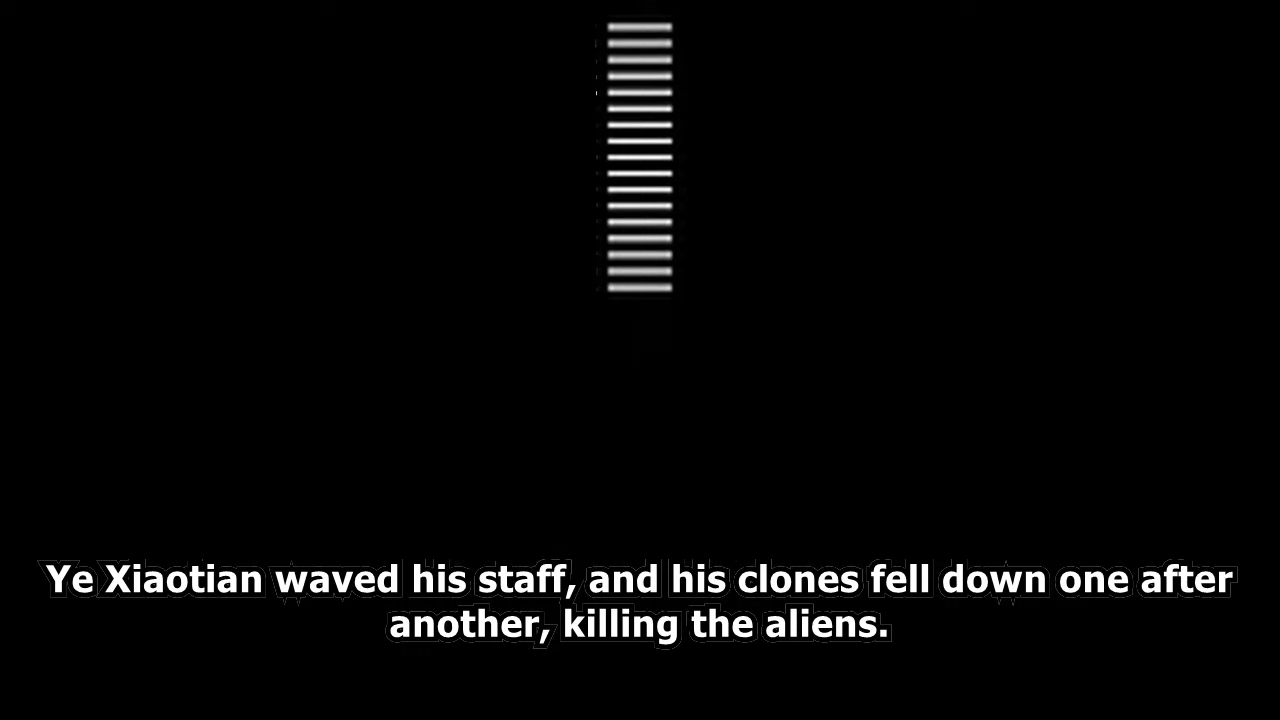 Ye Xiaotian waved his staff, and his clones fell down one after
another, killing the aliens.